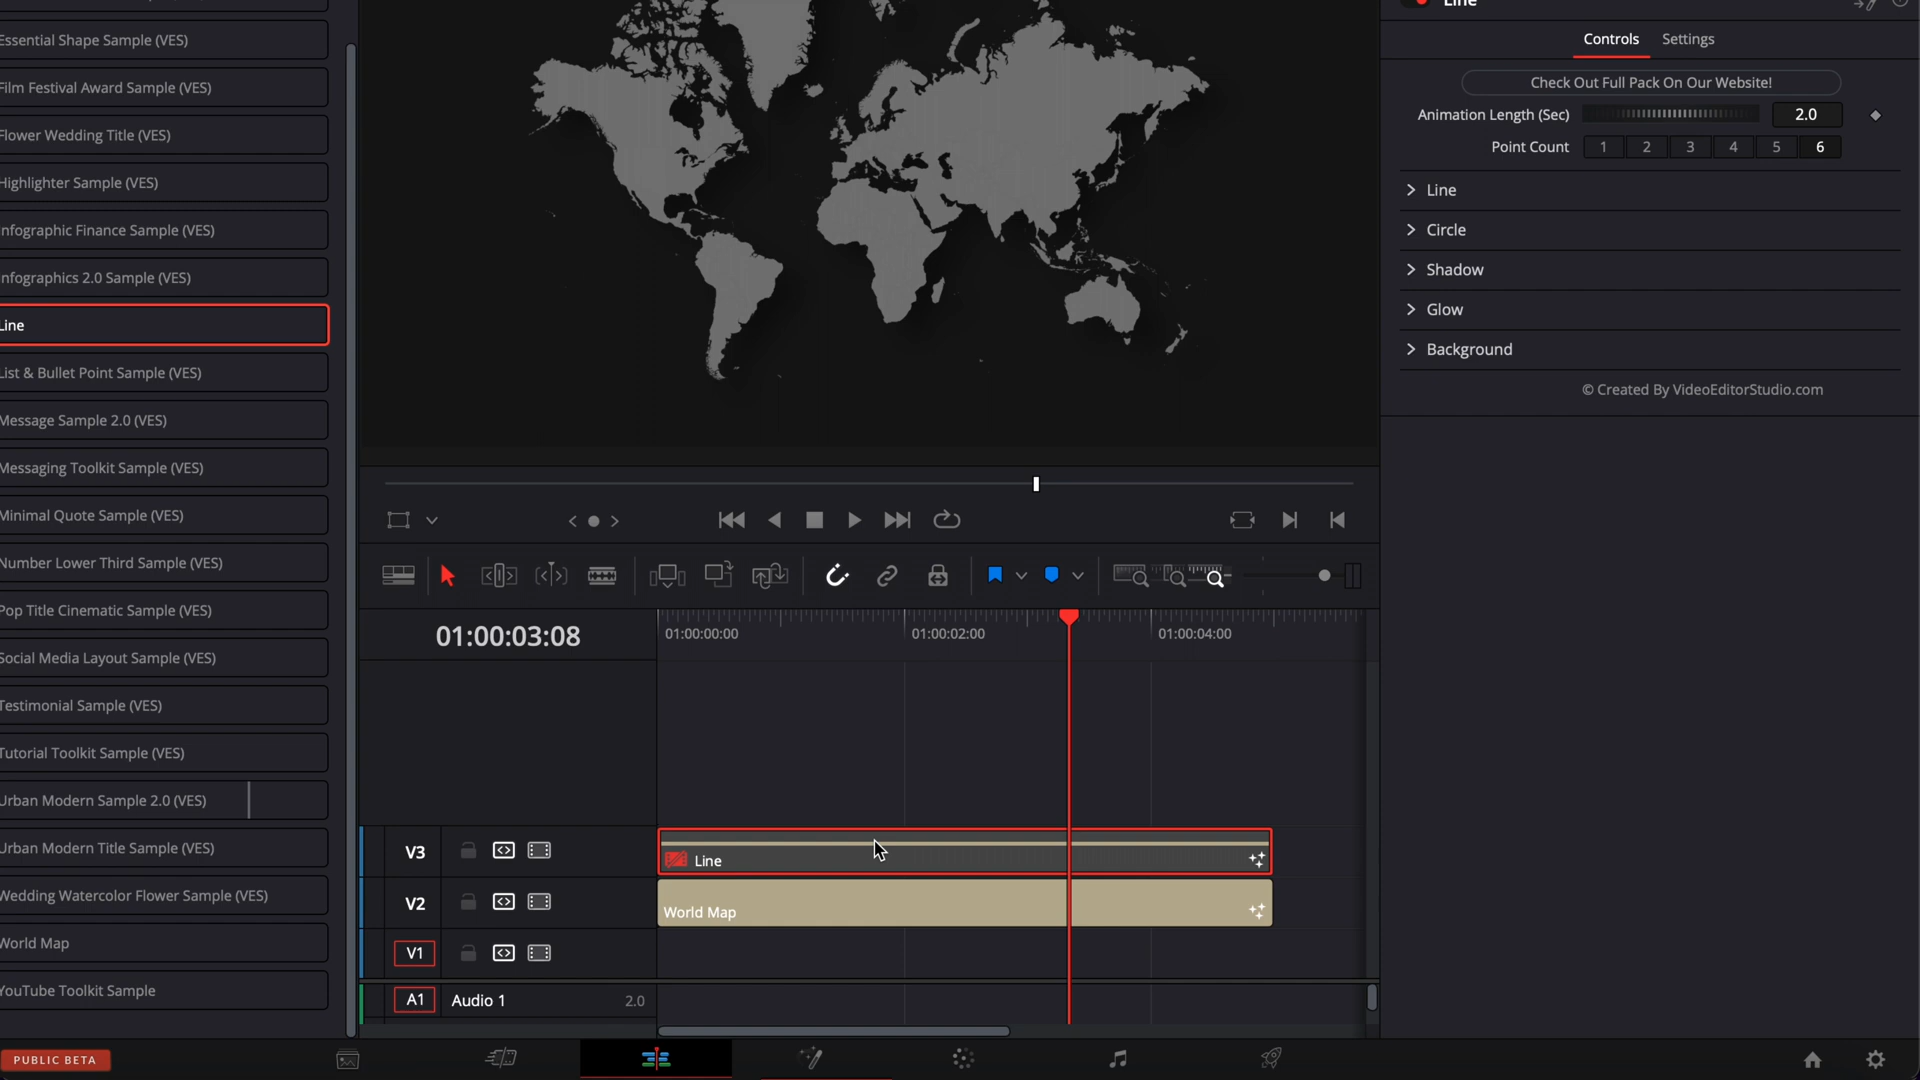 Essential Shape Sample (VES)
Film Festival Award Sample (VES)
Flower Wedding Title (VES)
Highlighter Sample (VES)
Infographic Finance Sample (VES)
Infographics 2.0 Sample (VES)
Line
List & Bullet Point Sample (VES)
Message Sample 2.0 (VES)
Messaging Toolkit Sample (VES)
Minimal Quote Sample (VES)
Number Lower Third Sample (VES)
Pop Title Cinematic Sample (VES)
Social Media Layout Sample (VES)
Testimonial Sample (VES)
Tutorial Toolkit Sample (VES)
Urban Modern Sample 2.0 (VES)
Urban Modern Title Sample (VES)
Wedding Watercolor Flower Sample (VES)
World Map
YouTube Toolkit Sample
PUBLIC BETA
01:00:03:08
01:00:00:00
01:00:02:00
01:00:04:00
V3
Line
V2
World Map
V1
A1
Audio 1
2.0
Line
Controls
Settings
Check Out Full Pack On Our Website!
Animation Length (Sec)
2.0
Point Count
1
2
3
4
5
6
Line
Circle
Shadow
Glow
Background
© Created By VideoEditorStudio.com